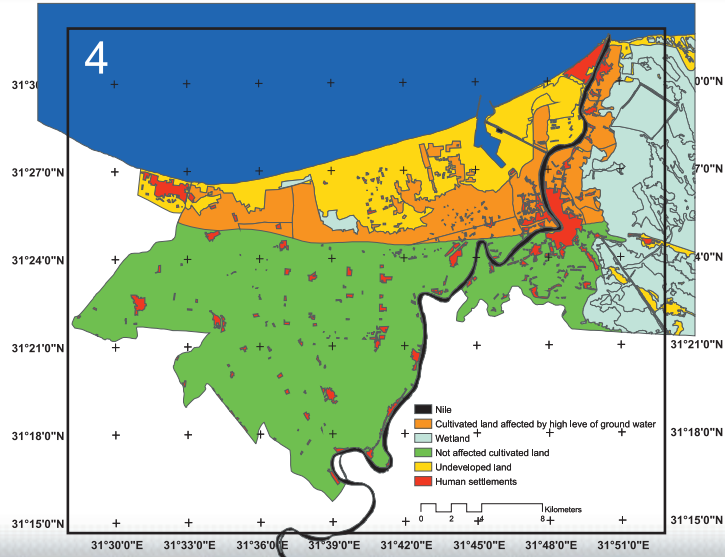 4
31°30
0'0"N
31°27'0"N
7'0"N
31°24'0"N
4'0"N
31°21'0"N
31°21'0"N
Nile
Cultivated land affected by high leve of ground water
Wetland
Not affected cultivated land
Undeveloped land
Human settlements
31°18'0"N
31°18'0"N
Kilometers
0 2 4 8
31°15'0"N
31°15'0"N
31°30'0"E 31°33'0"E 31°36'0"E 31°39'0"E 31°42'0"E 31°45'0"E 31°48'0"E 31°51'0"E